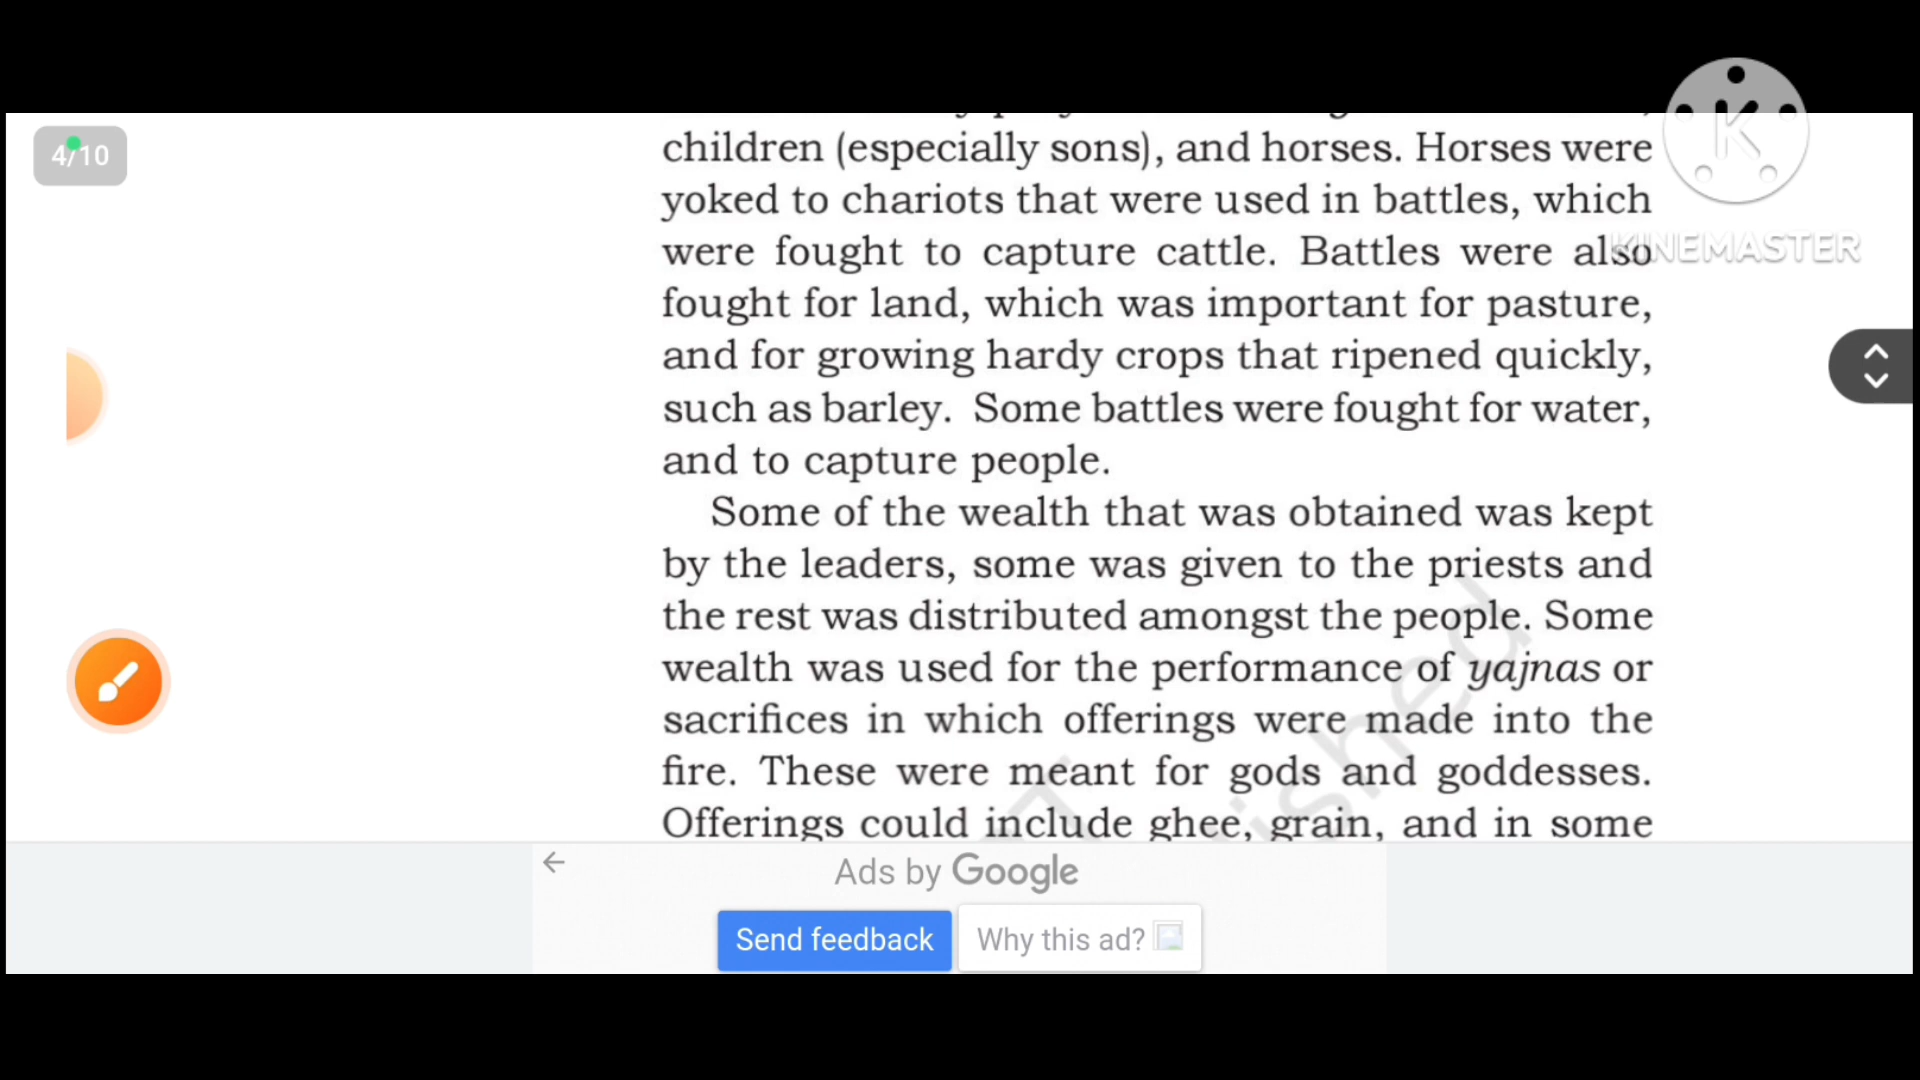 4/10
children (especially sons), and horses. Horses were
yoked to chariots that were used in battles, which
were fought to capture cattle. Battles were also
fought for land, which was important for pasture,
and for growing hardy crops that ripened quickly,
such as barley. Some battles were fought for water,
and to capture people.
Some of the wealth that was obtained was kept
by the leaders, some was given to the priests and
the rest was distributed amongst the people. Some
wealth was used for the performance of yajnas or
sacrifices in which offerings were made into the
fire. These were meant for gods and goddesses.
Offerings could include ghee, grain, and in some
K
KINEMASTER
Ads by Google
Send feedback
Why this ad?